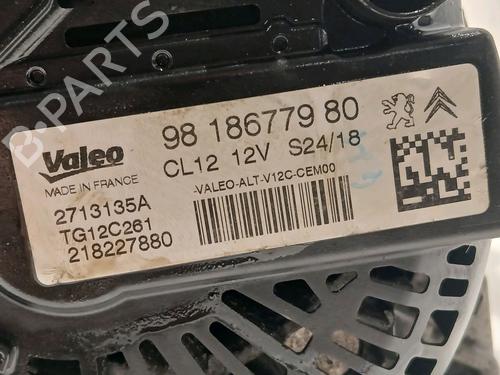 98 186779 80
Valeo
CL12 12V S24/18
MADE IN FRANCE
-VALEO-ALT-V12C-CEM00
2713135A
TG12C261
218227880
B-PARTS